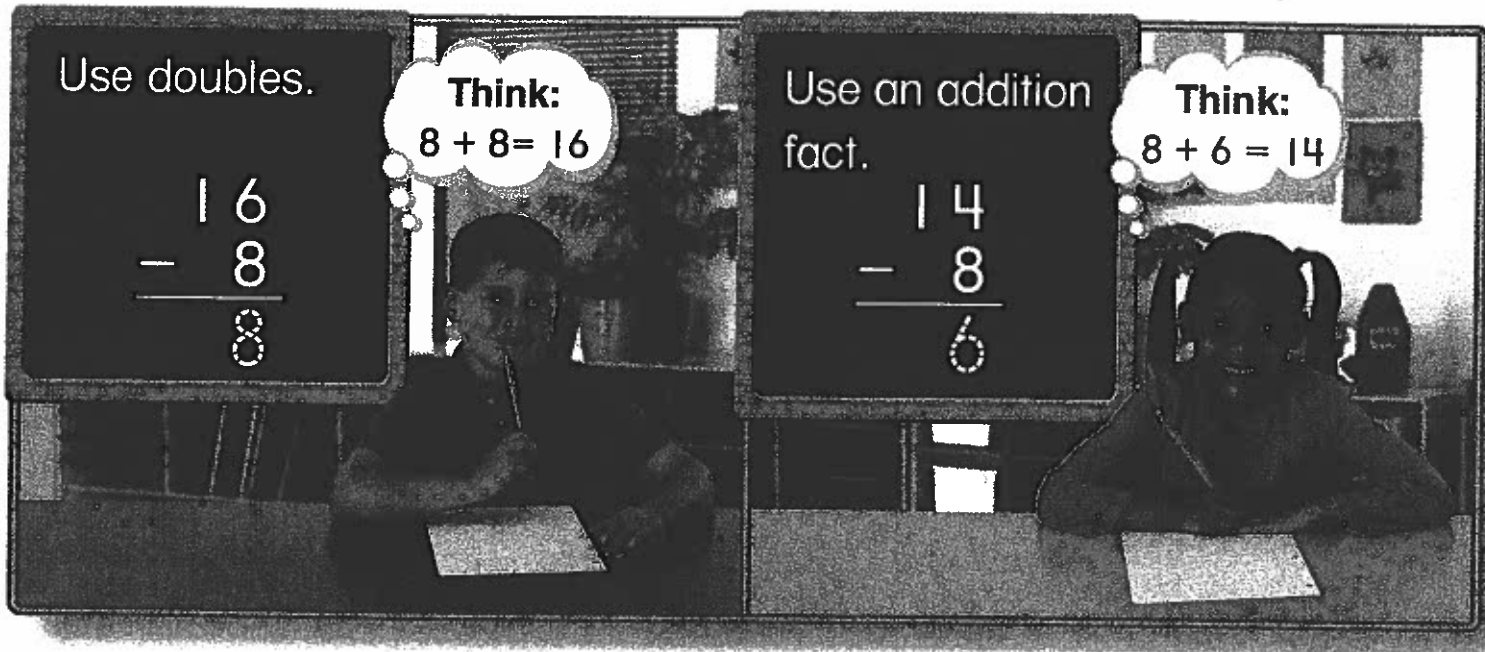 Use doubles.
Think:
8 + 8= 16
16
- 8
8
Use an addition
fact.
Think:
8 + 6 = 14
14
- 8
6